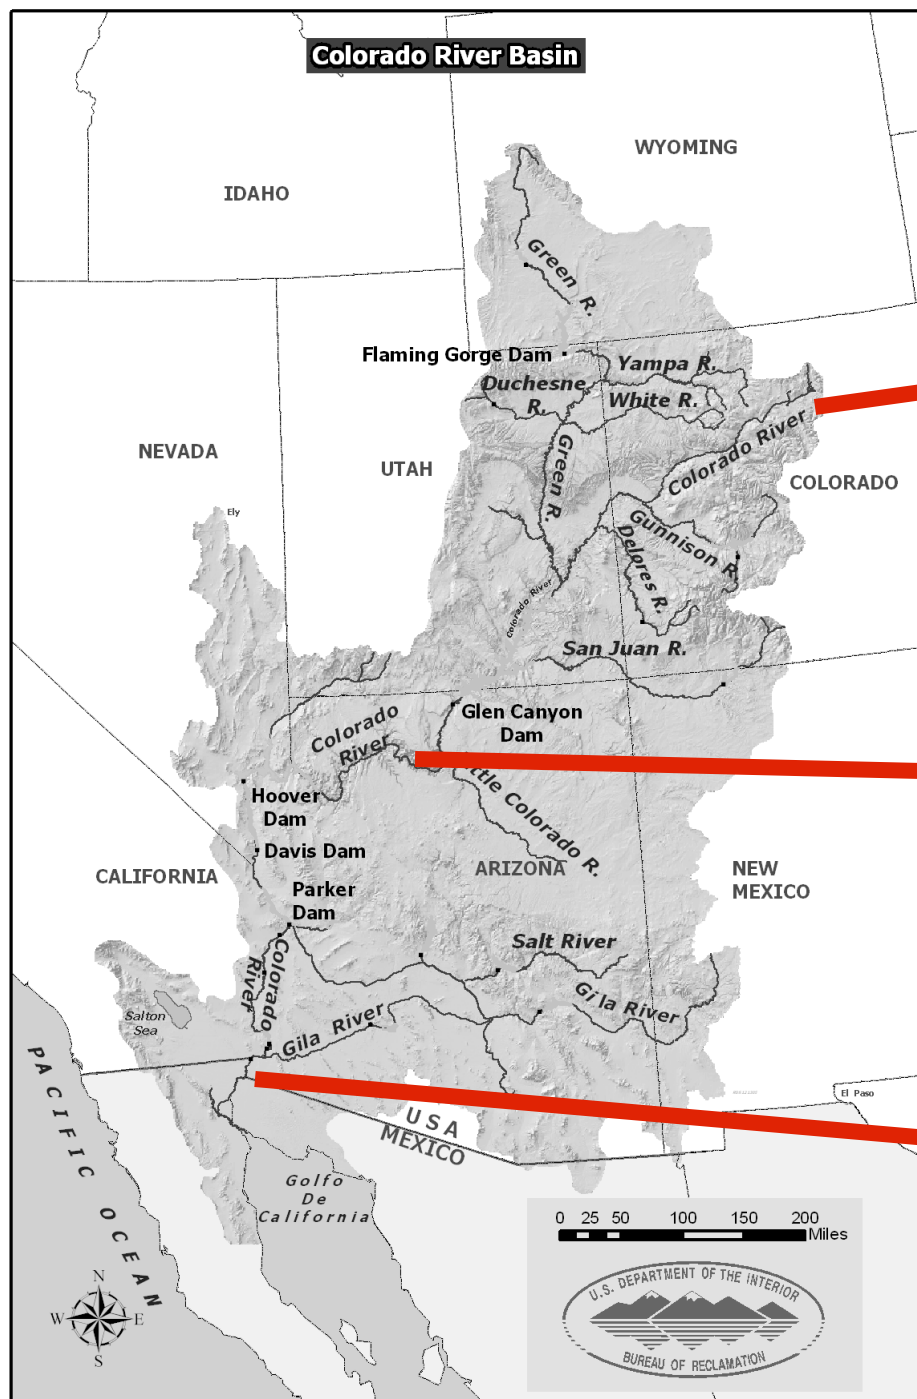 Colorado River Basin
WYOMING
IDAHO
Green R.
Flaming Gorge Dam
Yampa R.
Duchesne
R.
White R.
Colorado River
NEVADA
UTAH
Green R.
COLORADO
Ely
Gunnison R.
Delores R.
Colorado River
San Juan R.
Glen Canyon
Dam
Colorado
River
ttle Colorado R.
Hoover
Dam
Davis Dam
CALIFORNIA
ARIZONA
NEW
MEXICO
Parker
Dam
Salt River
Colorado
River
Gila River
Salton
Sea
Gila River
PACIFIC OCEAN
El Paso
USA
MEXICO
Golfo
De
California
0 25 50 100 150 200
Miles
N
W E
S
U.S. DEPARTMENT OF THE INTERIOR
BUREAU OF RECLAMATION